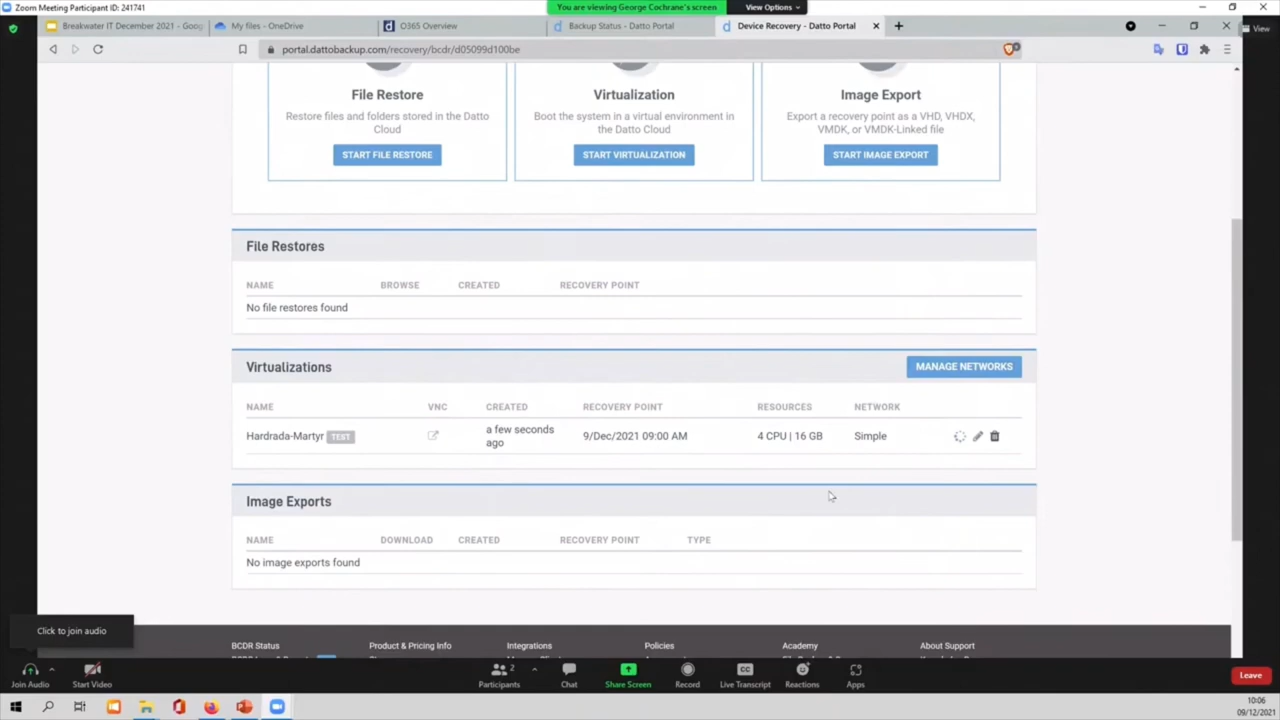 Zoom Meeting Participant ID: 241741
You are viewing George Cochrane's screen
View Options
Breakwater IT December 2021 - Goog
My files - OneDrive
O365 Overview
Backup Status - Datto Portal
Device Recovery - Datto Portal
View
portal.dattobackup.com/recovery/bcdr/d05099d100be
File Restore
Restore files and folders stored in the Datto
Cloud
START FILE RESTORE
Virtualization
Boot the system in a virtual environment in
the Datto Cloud
START VIRTUALIZATION
Image Export
Export a recovery point as a VHD, VHDX,
VMDK, or VMDK-Linked file
START IMAGE EXPORT
File Restores
NAME BROWSE CREATED RECOVERY POINT
No file restores found
Virtualizations
MANAGE NETWORKS
NAME VNC CREATED RECOVERY POINT RESOURCES NETWORK
Hardrada-Martyr TEST a few seconds ago 9/Dec/2021 09:00 AM 4 CPU | 16 GB Simple
Image Exports
NAME DOWNLOAD CREATED RECOVERY POINT TYPE
No image exports found
Click to join audio
BCDR Status Product & Pricing Info Integrations Policies Academy About Support
Join Audio
Start Video
Participants 2
Chat
Share Screen
Record
CC
Live Transcript
Reactions
Apps
Leave
10:06
09/12/2021